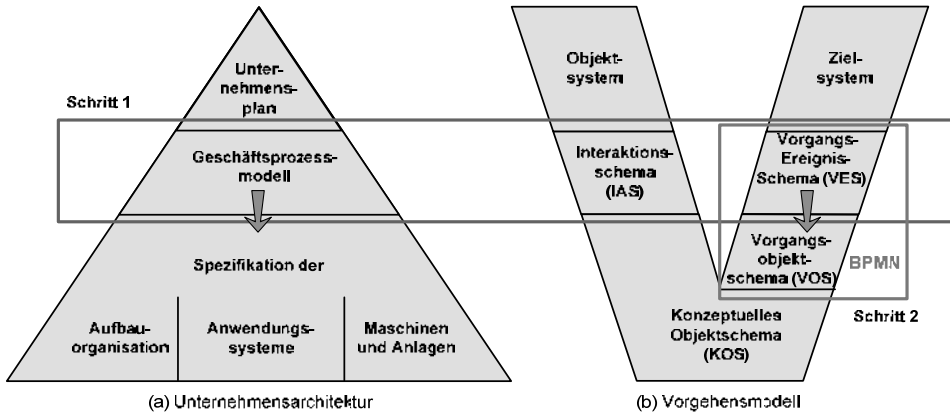 Unter-
nehmens-
plan
Objekt-
system
Ziel-
system
Schritt 1
Geschäftsprozess-
modell
Interaktions-
schema
(IAS)
Vorgangs-
Ereignis-
Schema (VES)
Spezifikation der
Vorgangs-
objekt-
schema (VOS)
BPMN
Aufbau-
organisation
Anwendungs-
systeme
Maschinen
und Anlagen
Konzeptuelles
Objektschema
(KOS)
Schritt 2
(a) Unternehmensarchitektur
(b) Vorgehensmodell